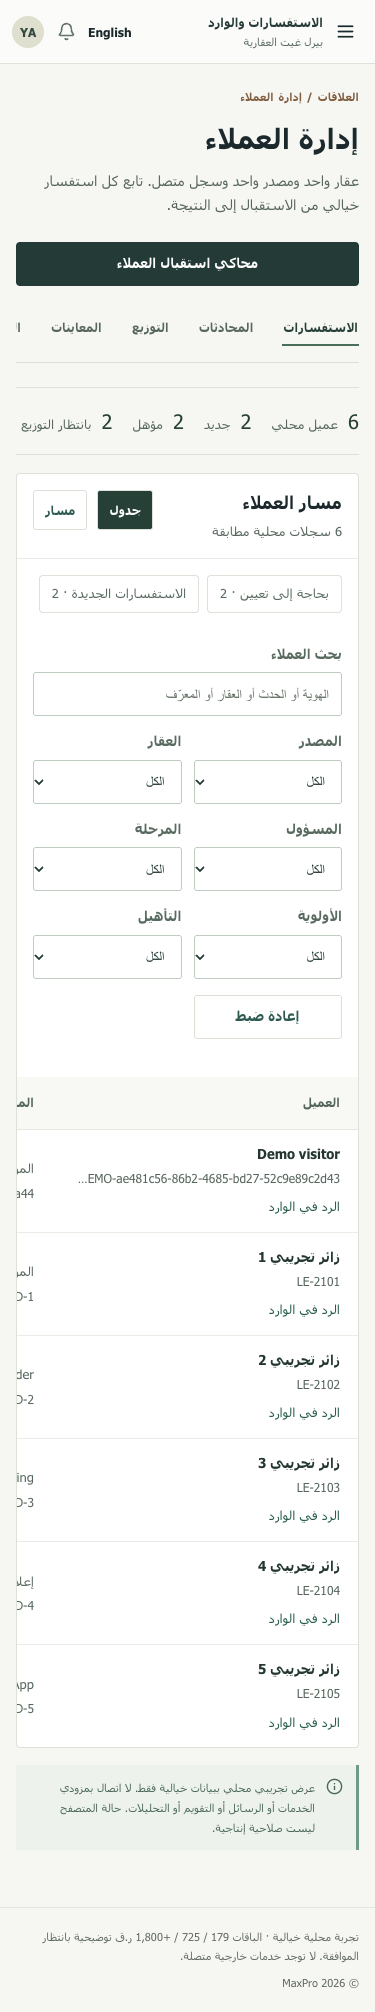 الاستفسارات والوارد
بيرل غيت العقارية
English
YA
العلاقات / إدارة العملاء
إدارة العملاء
عقار واحد ومصدر واحد وسجل متصل. تابع كل استفسار
خيالي من الاستقبال إلى النتيجة.
محاكي استقبال العملاء
الاستفسارات
المحادثات
التوزيع
المعاينات
6 عميل محلي
2 جديد
2 مؤهل
2 بانتظار التوزيع
مسار العملاء
6 سجلات محلية مطابقة
جدول
مسار
بحاجة إلى تعيين · 2
الاستفسارات الجديدة · 2
بحث العملاء
الهوية أو الحدث أو العقار أو المعرّف
المصدر
العقار
الكل
الكل
المسؤول
المرحلة
الكل
الكل
الأولوية
التأهيل
الكل
الكل
إعادة ضبط
العميل
Demo visitor
EMO-ae481c56-86b2-4685-bd27-52c9e89c2d43…
الرد في الوارد
زائر تجريبي 1
LE-2101
الرد في الوارد
زائر تجريبي 2
LE-2102
الرد في الوارد
زائر تجريبي 3
LE-2103
الرد في الوارد
زائر تجريبي 4
LE-2104
الرد في الوارد
زائر تجريبي 5
LE-2105
الرد في الوارد
عرض تجريبي محلي ببيانات خيالية فقط. لا اتصال بمزودي
الخدمات أو الرسائل أو التقويم أو التحليلات. حالة المتصفح
ليست صلاحية إنتاجية.
تجربة محلية خيالية · الباقات 179 / 725 / +1,800 ر.ق توضيحية بانتظار
الموافقة. لا توجد خدمات خارجية متصلة.
© 2026 MaxPro